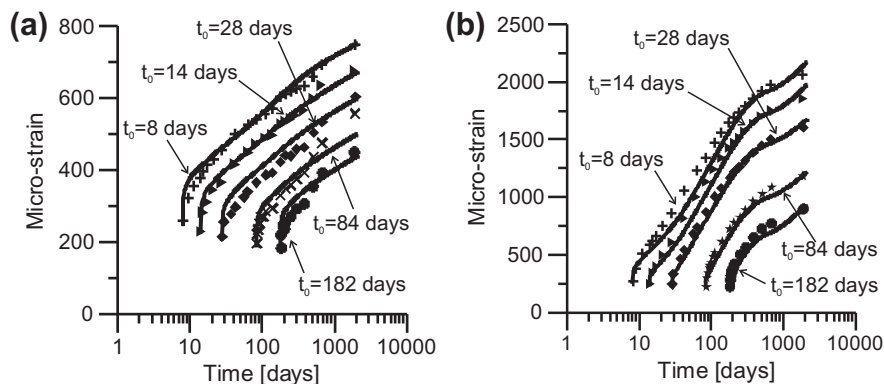 (a)
800
600
400
200
0
Micro-strain
t₀=28 days
t₀=14 days
t₀=8 days
t₀=84 days
t₀=182 days
1 10 100 1000 10000
Time [days]
(b)
2500
2000
1500
1000
500
0
Micro-strain
t₀=28 days
t₀=14 days
t₀=8 days
t₀=84 days
t₀=182 days
1 10 100 1000 10000
Time [days]